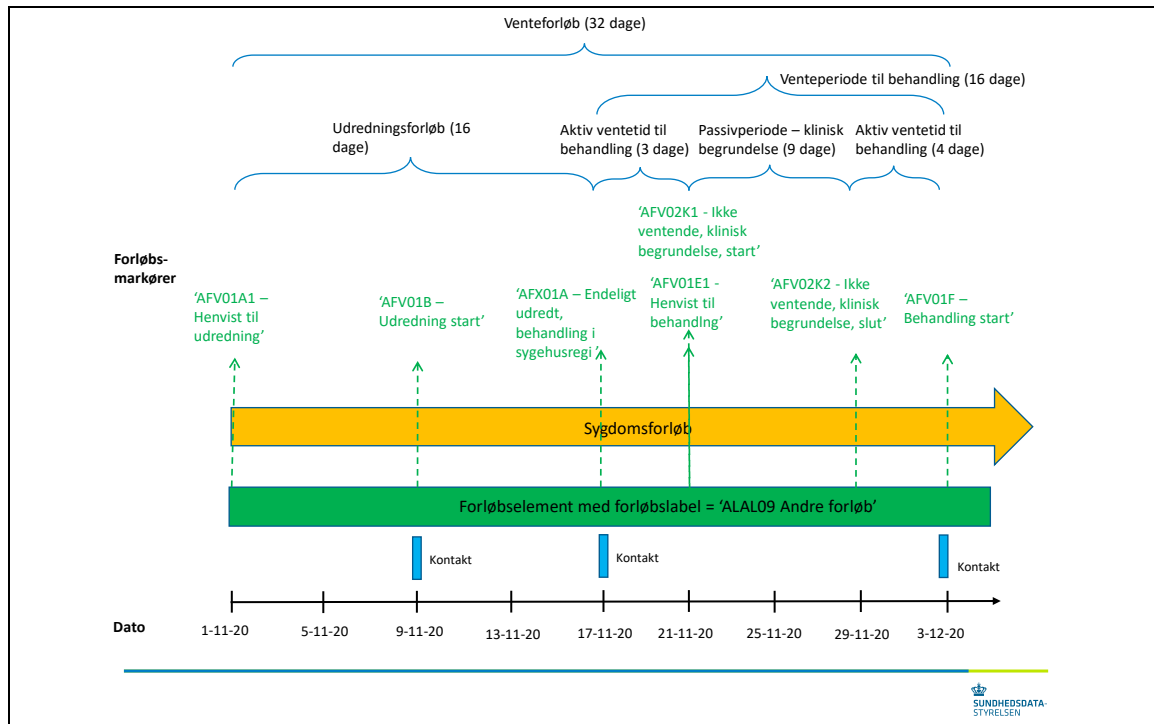 Venteforløb (32 dage)
Venteperiode til behandling (16 dage)
Udredningsforløb (16
dage)
Aktiv ventetid til
behandling (3 dage)
Passivperiode – klinisk
begrundelse (9 dage)
Aktiv ventetid til
behandling (4 dage)
Forløbs-
markører
‘AFV02K1 - Ikke
ventende, klinisk
begrundelse, start’
‘AFV01A1 –
Henvist til
udredning’
‘AFV01B –
Udredning start’
‘AFX01A – Endeligt
udredt,
behandling i
sygehusregi ’
‘AFV01E1 -
Henvist til
behandlng’
‘AFV02K2 - Ikke
ventende, klinisk
begrundelse, slut’
‘AFV01F –
Behandling start’
Sygdomsforløb
Forløbselement med forløbslabel = ‘ALAL09 Andre forløb’
Kontakt
Kontakt
Kontakt
Dato
1-11-20
5-11-20
9-11-20
13-11-20
17-11-20
21-11-20
25-11-20
29-11-20
3-12-20
SUNDHEDSDATA-
STYRELSEN